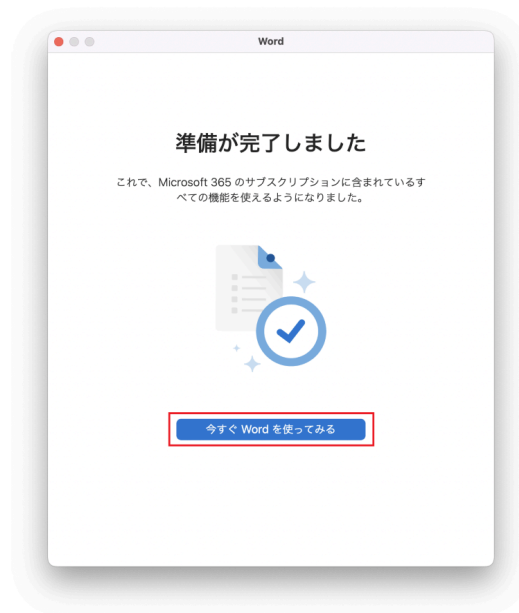 Word
準備が完了しました
これで、Microsoft 365 のサブスクリプションに含まれているす
べての機能を使えるようになりました。
今すぐ Word を使ってみる